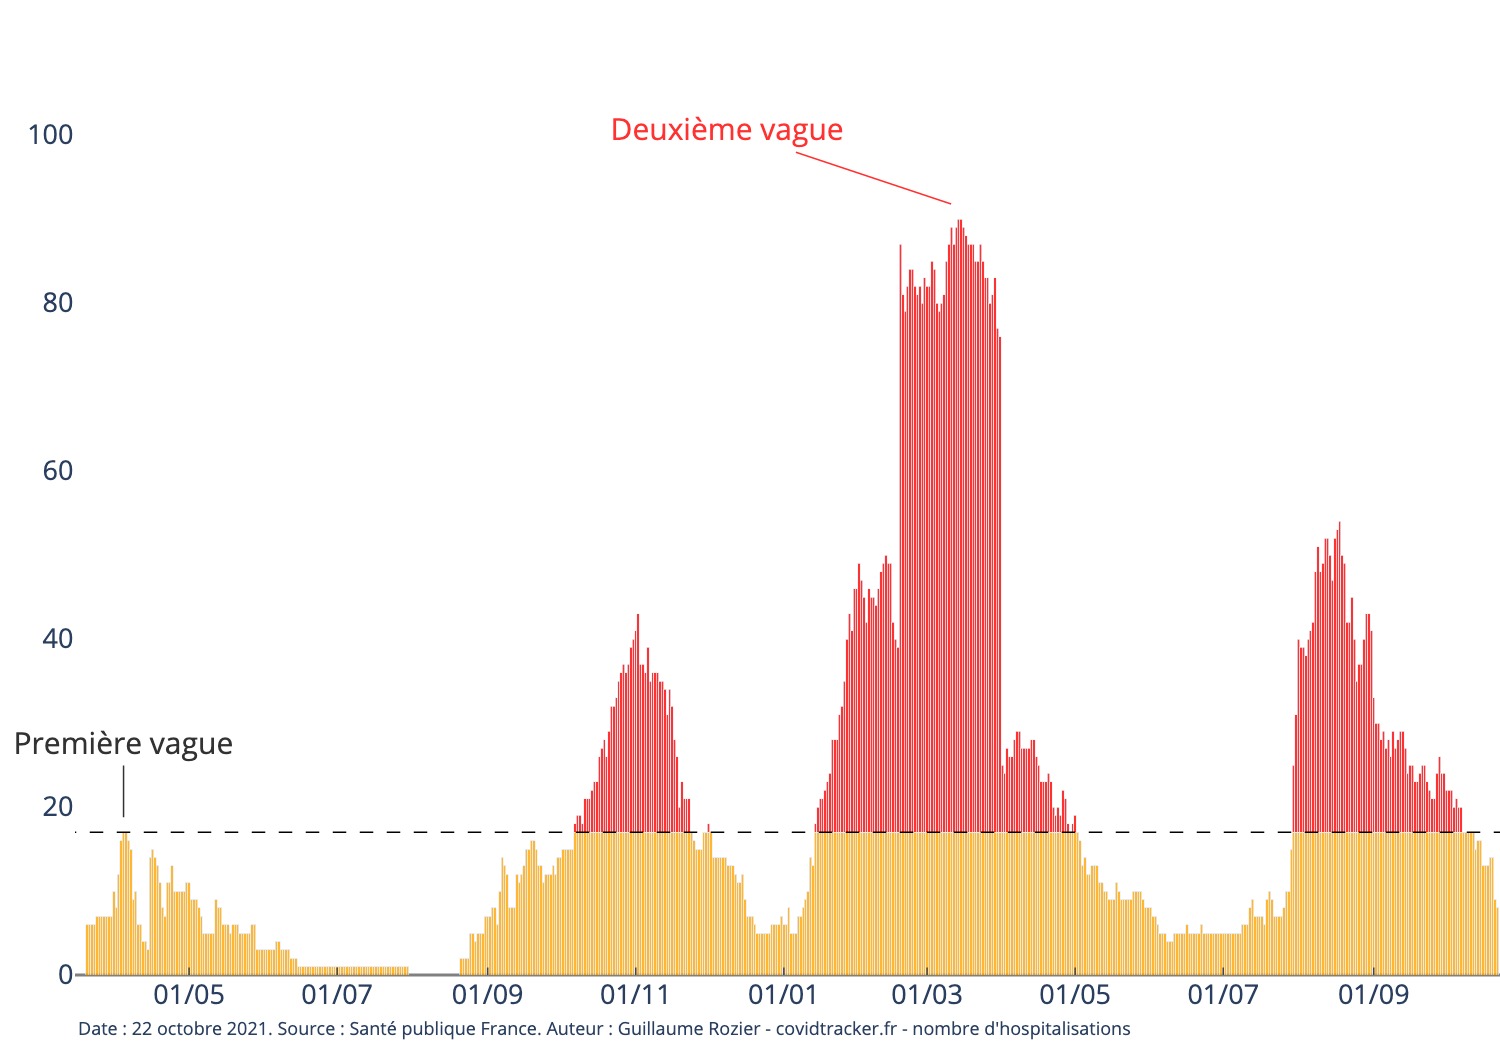 100
Deuxième vague
80
60
40
Première vague
20
0
01/05 01/07 01/09 01/11 01/01 01/03 01/05 01/07 01/09
Date : 22 octobre 2021. Source : Santé publique France. Auteur : Guillaume Rozier - covidtracker.fr - nombre d'hospitalisations